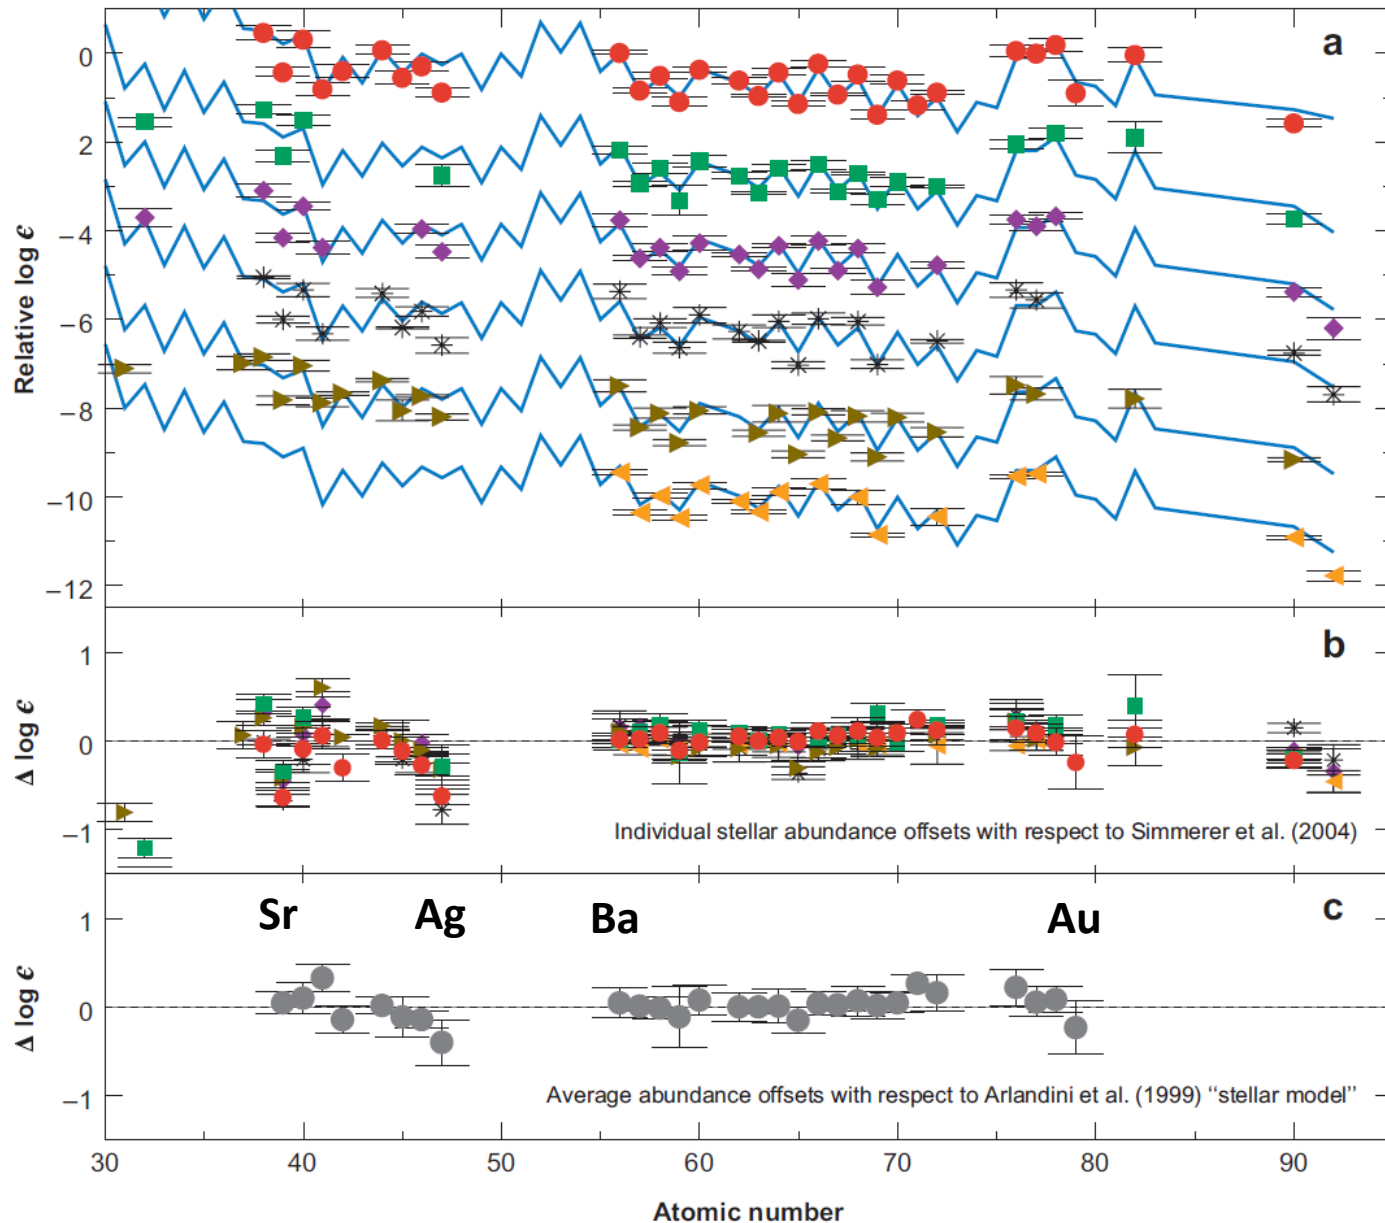 a
0
2
−4
−6
−8
−10
−12
Relative log ϵ
b
1
0
−1
Δ log ϵ
Individual stellar abundance offsets with respect to Simmerer et al. (2004)
c
Sr Ag Ba Au
1
0
−1
Δ log ϵ
Average abundance offsets with respect to Arlandini et al. (1999) “stellar model”
30 40 50 60 70 80 90
Atomic number